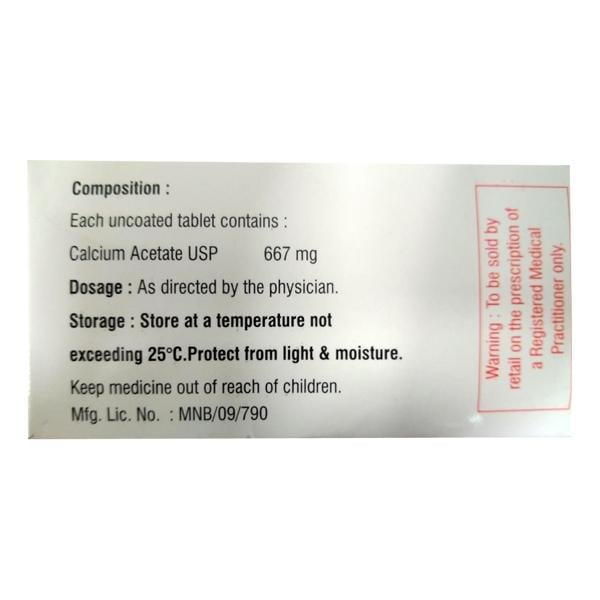 Composition :
Each uncoated tablet contains :
Calcium Acetate USP 667 mg
Dosage : As directed by the physician.
Storage : Store at a temperature not
exceeding 25°C.Protect from light & moisture.
Keep medicine out of reach of children.
Mfg. Lic. No. : MNB/09/790
Warning : To be sold by
retail on the prescription of
a Registered Medical
Practitioner only.